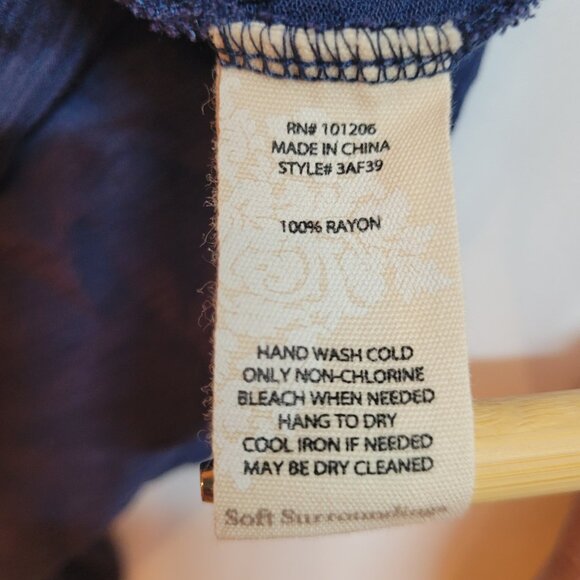 RN# 101206
MADE IN CHINA
STYLE# 3AF39
100% RAYON
HAND WASH COLD
ONLY NON-CHLORINE
BLEACH WHEN NEEDED
HANG TO DRY
COOL IRON IF NEEDED
MAY BE DRY CLEANED
Soft Surroundings